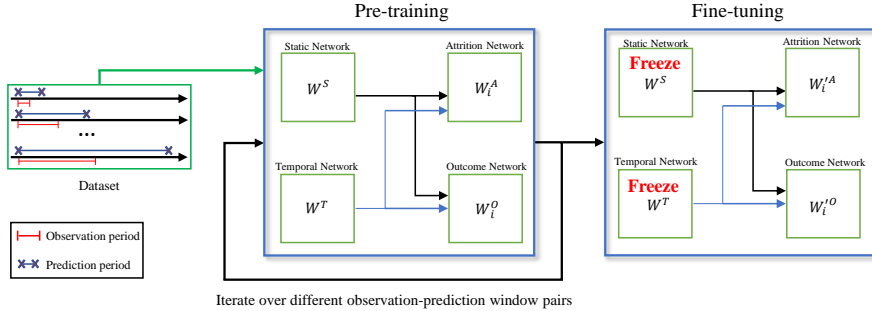 Pre-training
Fine-tuning
Static Network
Attrition Network
W^S
W_i^A
Temporal Network
Outcome Network
W^T
W_i^O
Static Network
Attrition Network
Freeze
W^S
W_i'^A
Temporal Network
Outcome Network
Freeze
W^T
W_i'^O
...
Dataset
Observation period
Prediction period
Iterate over different observation-prediction window pairs